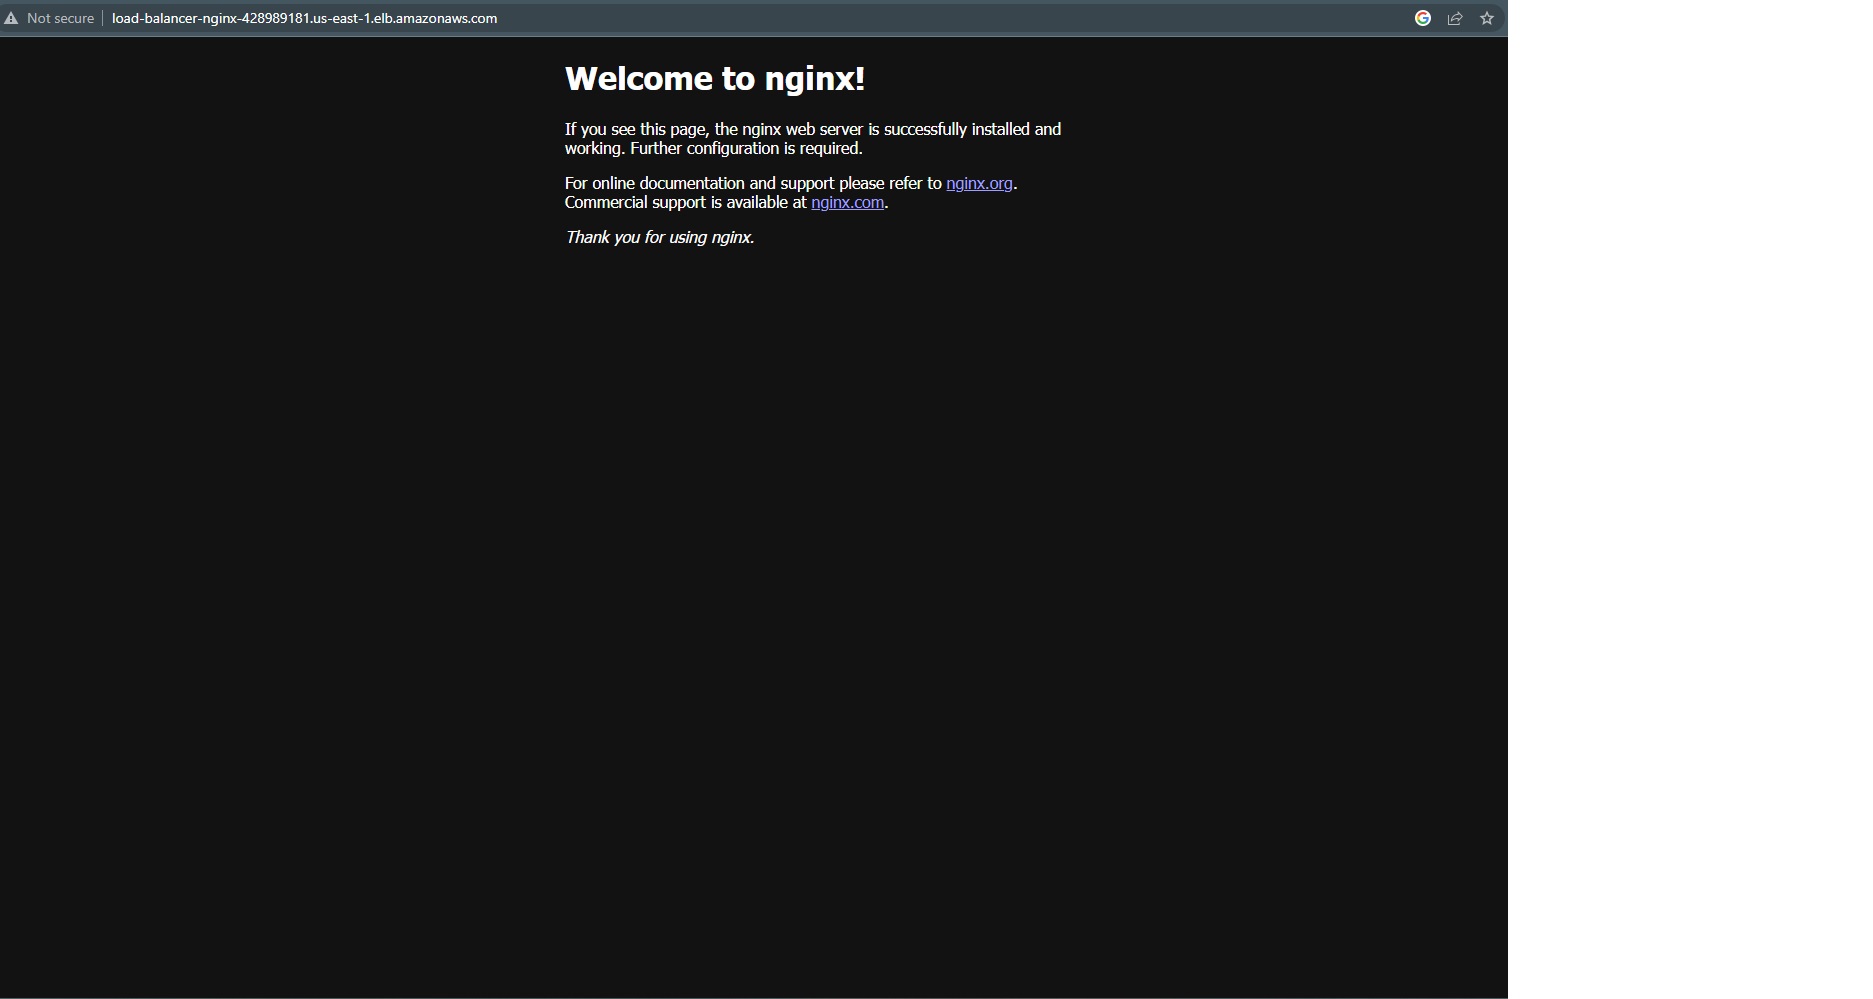 Not secure load-balancer-nginx-428989181.us-east-1.elb.amazonaws.com
Welcome to nginx!
If you see this page, the nginx web server is successfully installed and
working. Further configuration is required.
For online documentation and support please refer to nginx.org.
Commercial support is available at nginx.com.
Thank you for using nginx.